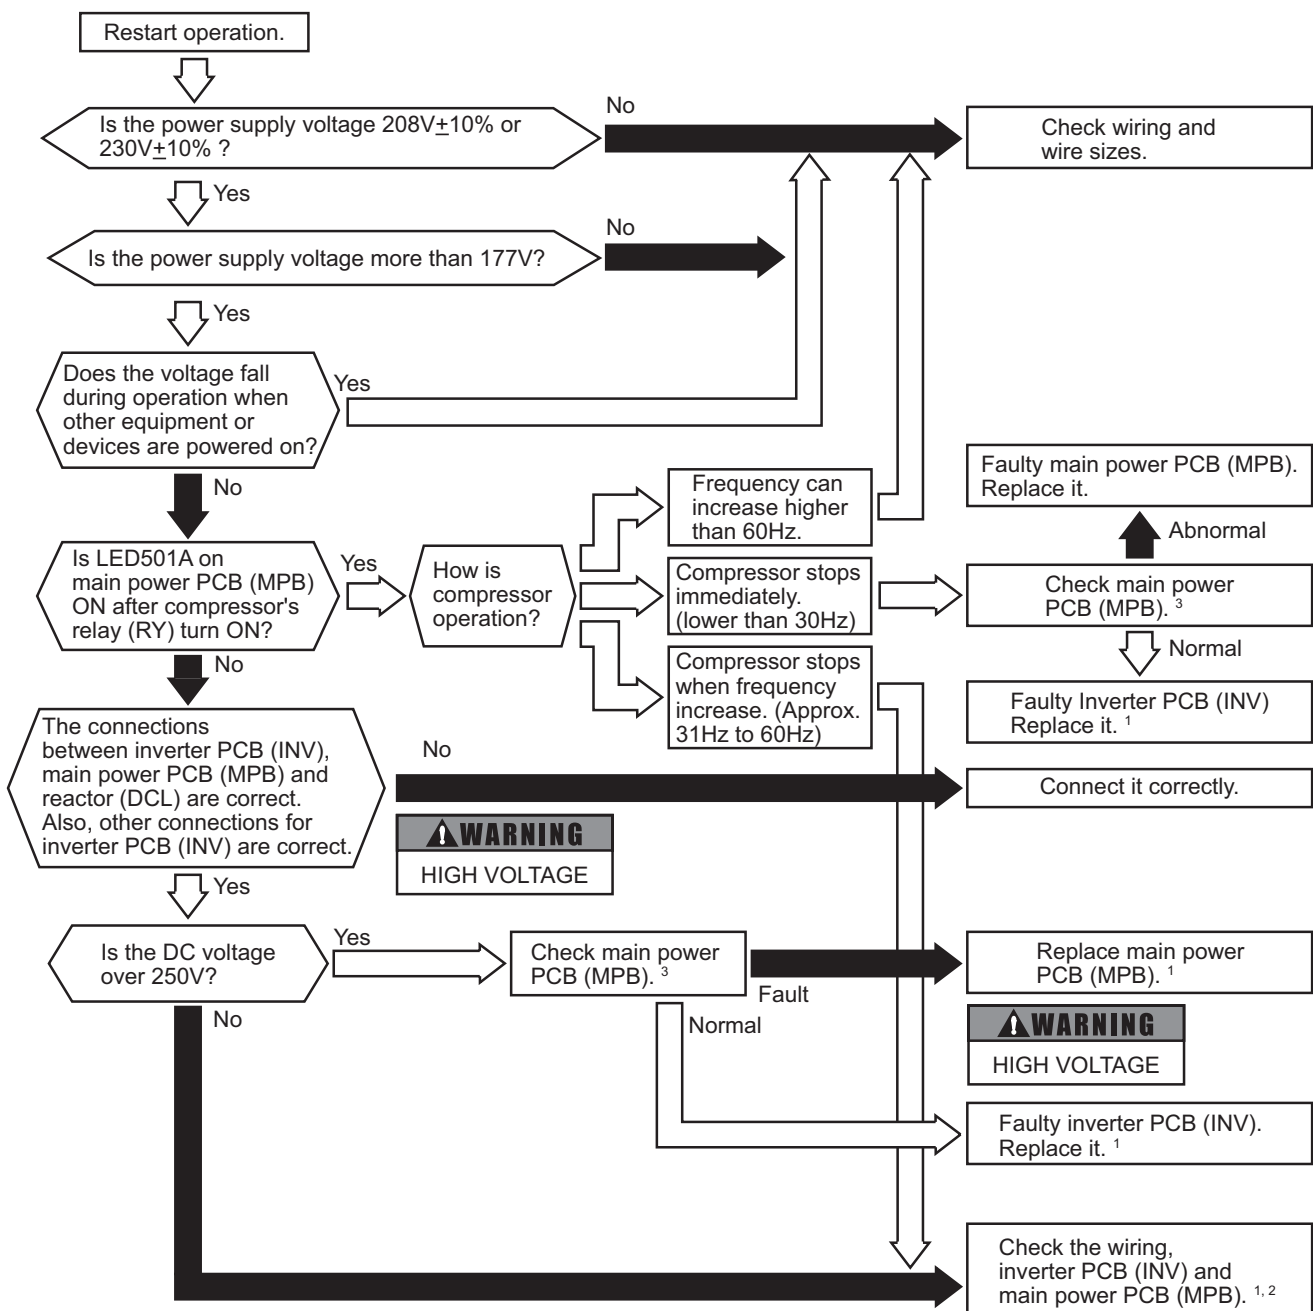 Restart operation.
No
Is the power supply voltage 208V±10% or
230V±10% ?
Check wiring and
wire sizes.
Yes
No
Is the power supply voltage more than 177V?
Yes
Does the voltage fall
during operation when
other equipment or
devices are powered on?
Yes
No
Frequency can
increase higher
than 60Hz.
Faulty main power PCB (MPB).
Replace it.
Abnormal
Is LED501A on
main power PCB (MPB)
ON after compressor's
relay (RY) turn ON?
Yes
How is
compressor
operation?
Compressor stops
immediately.
(lower than 30Hz)
Check main power
PCB (MPB). 3
Normal
No
Compressor stops
when frequency
increase. (Approx.
31Hz to 60Hz)
Faulty Inverter PCB (INV)
Replace it. 1
The connections
between inverter PCB (INV),
main power PCB (MPB) and
reactor (DCL) are correct.
Also, other connections for
inverter PCB (INV) are correct.
No
Connect it correctly.
WARNING
HIGH VOLTAGE
Yes
Is the DC voltage
over 250V?
Yes
Check main power
PCB (MPB). 3
Fault
Replace main power
PCB (MPB). 1
No
Normal
WARNING
HIGH VOLTAGE
Faulty inverter PCB (INV).
Replace it. 1
Check the wiring,
inverter PCB (INV) and
main power PCB (MPB). 1, 2